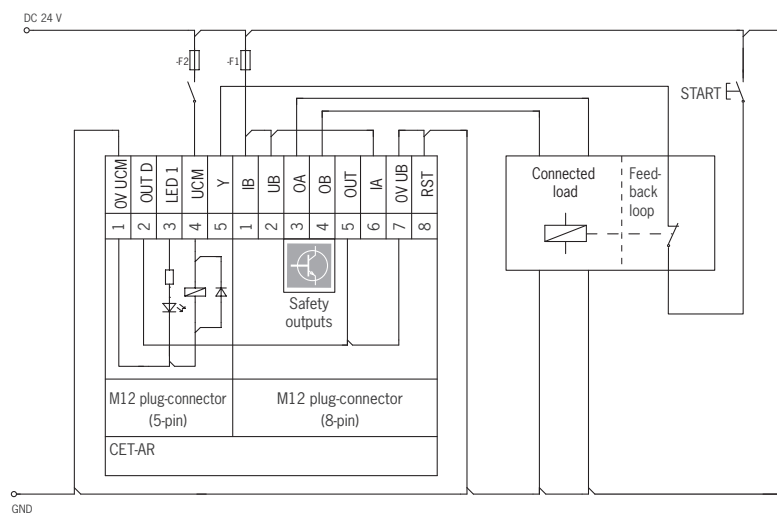 DC 24 V
-F2
-F1
START
0V UCM
OUT D
LED 1
UCM
Y
IB
UB
OA
OB
OUT
IA
0V UB
RST
1
2
3
4
5
1
2
3
4
5
6
7
8
Connected
load
Feed-
back
loop
Safety
outputs
M12 plug-connector
(5-pin)
M12 plug-connector
(8-pin)
CET-AR
GND